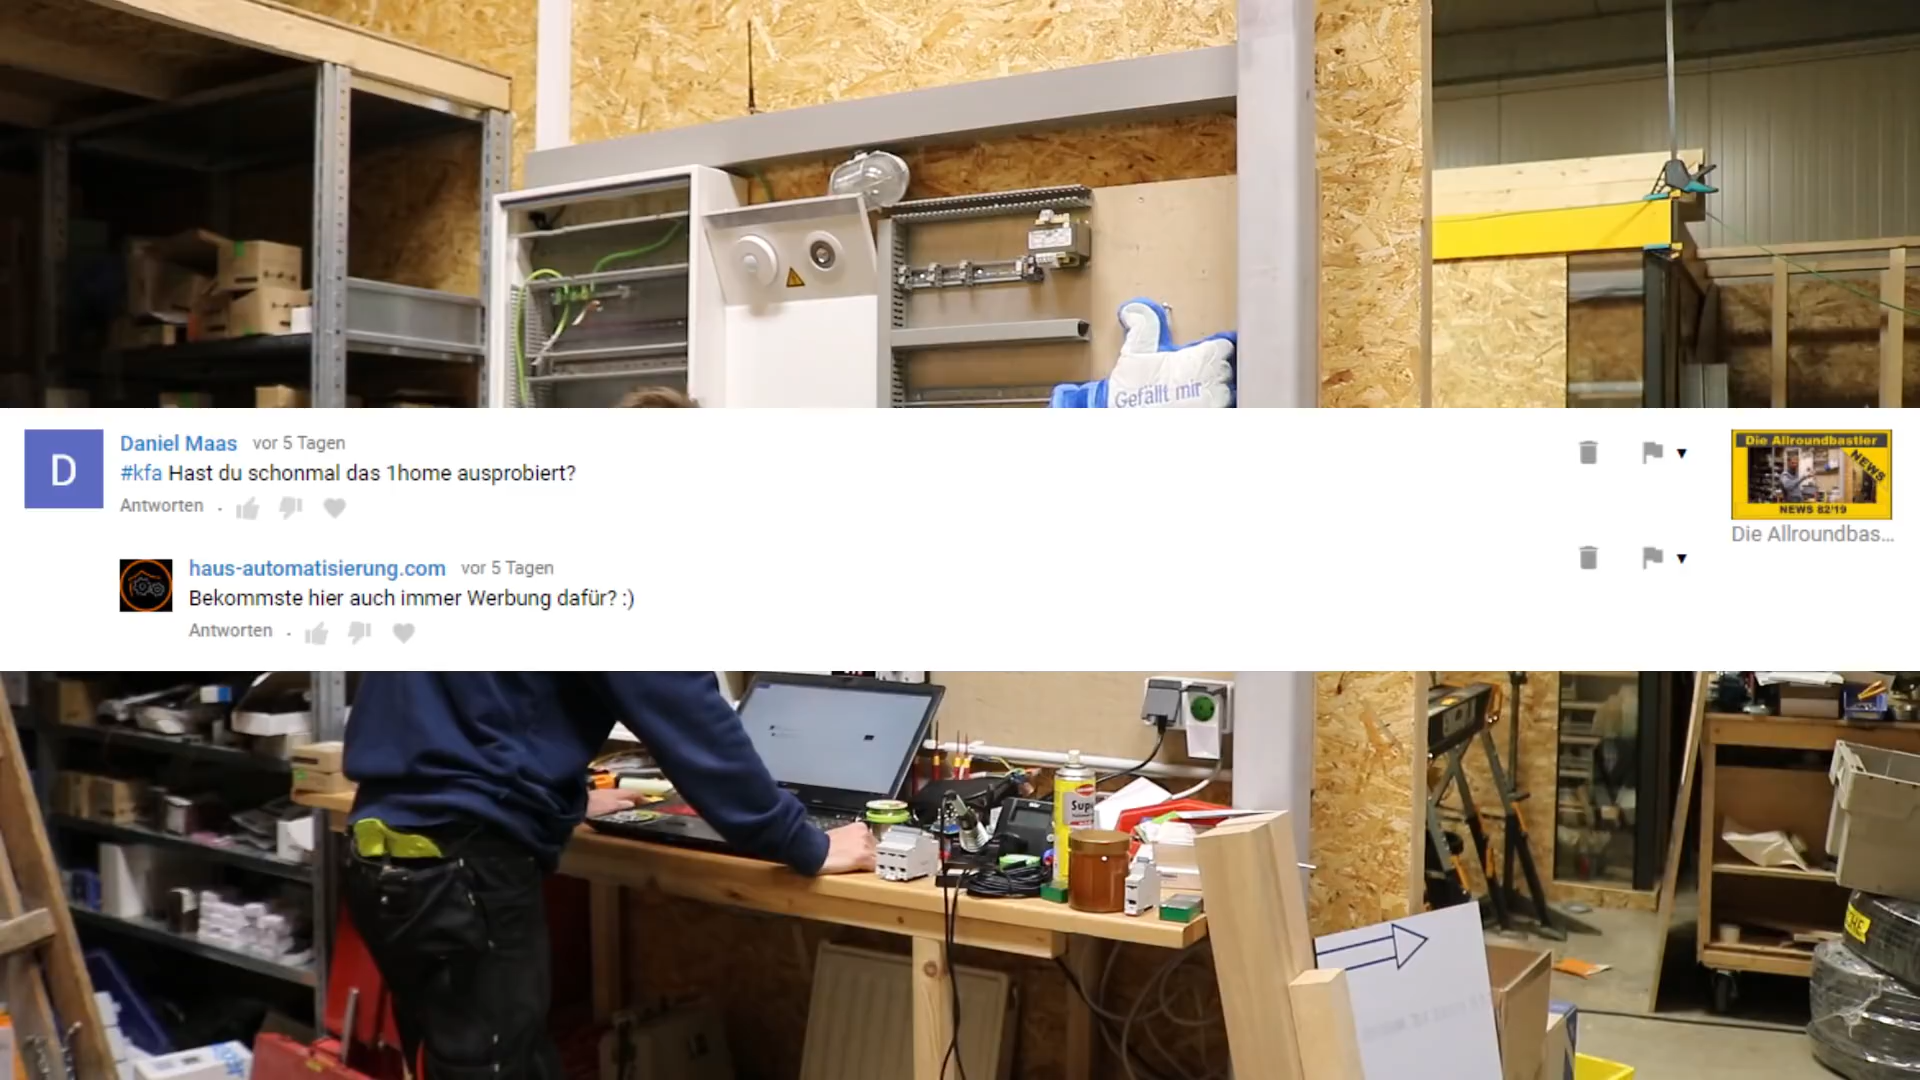 Gefällt mir
Daniel Maas vor 5 Tagen
#kfa Hast du schonmal das 1home ausprobiert?
Antworten
haus-automatisierung.com vor 5 Tagen
Bekommste hier auch immer Werbung dafür? :)
Antworten
D
Die Allroundbastler
NEWS
NEWS 82/19
Die Allroundbas...
Supe